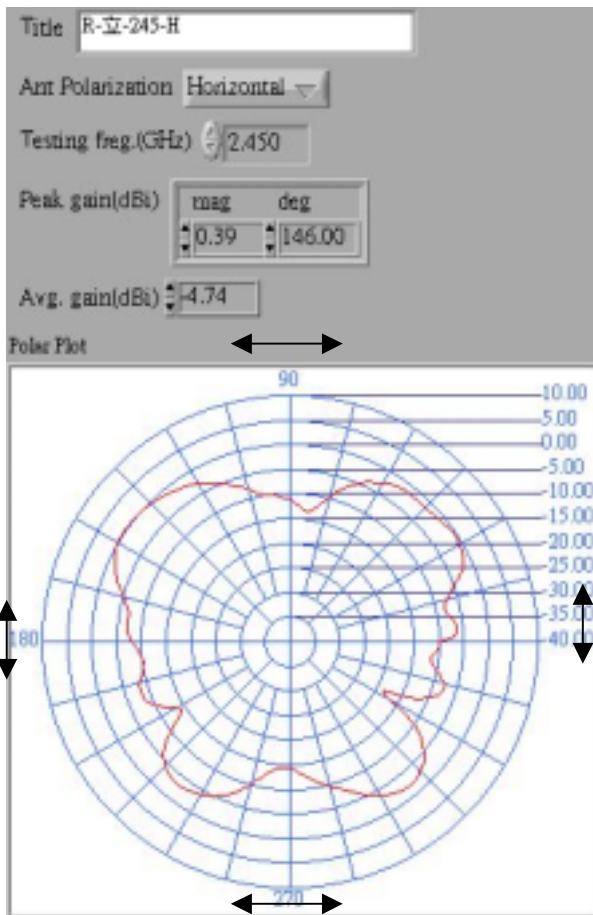 Title R-立-245-H
Ant Polarization Horizontal
Testing freq.(GHz) 2.450
Peak gain(dBi) mag deg
0.39 146.00
Avg. gain(dBi) -4.74
Polar Plot
90
10.00
5.00
0.00
-5.00
-10.00
-15.00
-20.00
-25.00
-30.00
-35.00
180
-40.00
270